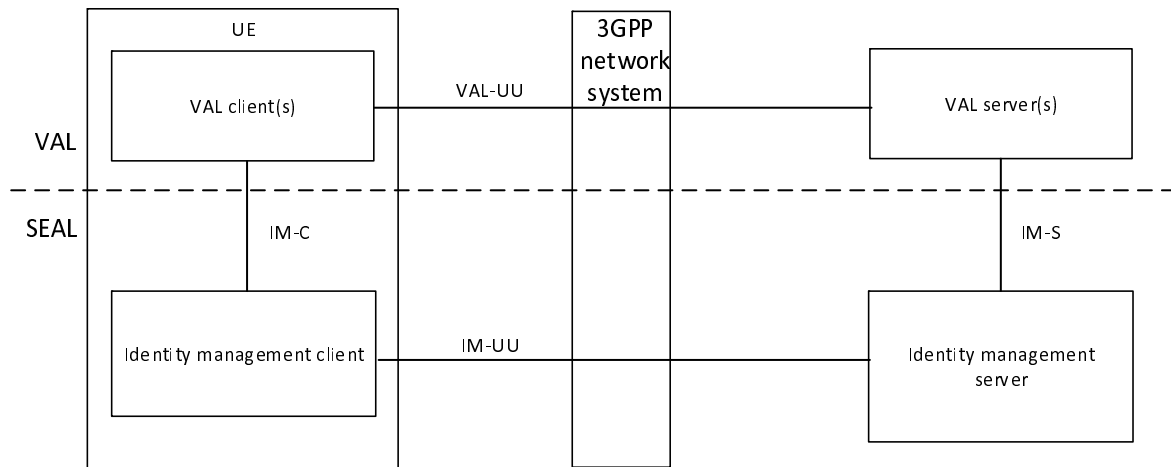 UE
3GPP
network
system
VAL client(s)
VAL-UU
VAL server(s)
VAL
SEAL
IM-C
IM-S
Identity management client
IM-UU
Identity management
server